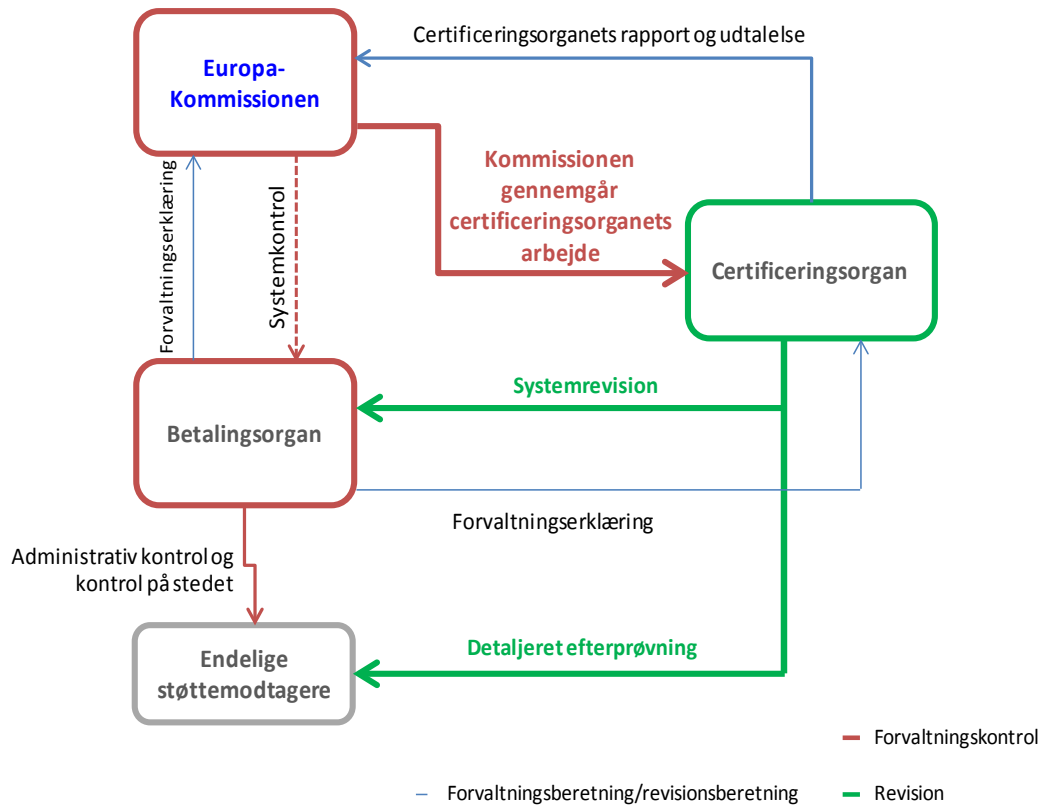 Certificeringsorganets rapport og udtalelse
Europa-
Kommissionen
Forvaltningserklæring
Systemkontrol
Kommissionen
gennemgår
certificeringsorganets
arbejde
Certificeringsorgan
Systemrevision
Betalingsorgan
Forvaltningserklæring
Administrativ kontrol og
kontrol på stedet
Detaljeret efterprøvning
Endelige
støttemodtagere
Forvaltningskontrol
Forvaltningsberetning/revisionsberetning
Revision